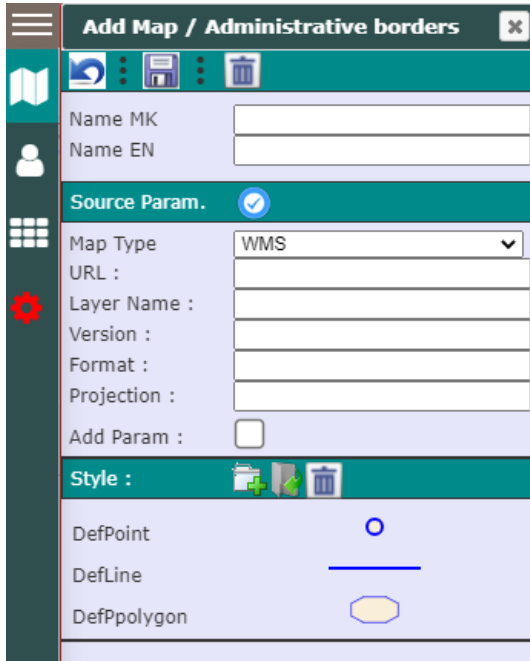 Add Map / Administrative borders
Name MK
Name EN
Source Param.
Map Type WMS
URL :
Layer Name :
Version :
Format :
Projection :
Add Param :
Style :
DefPoint
DefLine
DefPpolygon